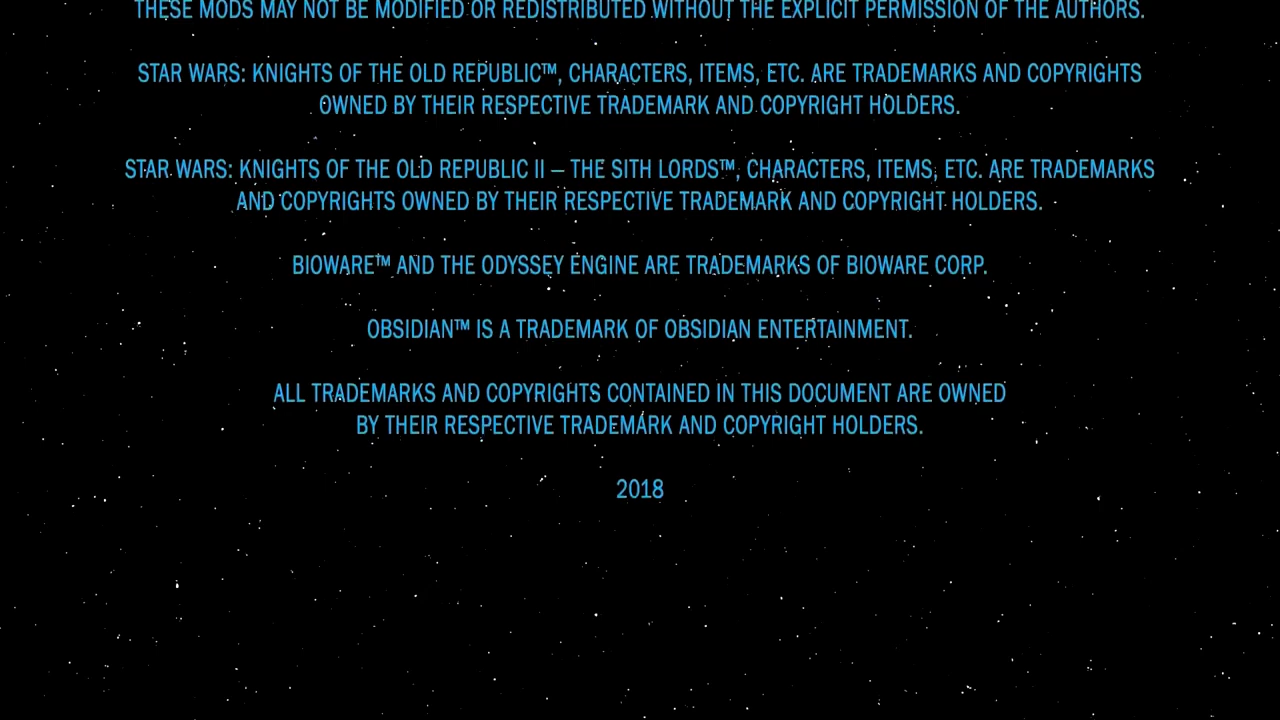 THESE MODS MAY NOT BE MODIFIED OR REDISTRIBUTED WITHOUT THE EXPLICIT PERMISSION OF THE AUTHORS.
STAR WARS: KNIGHTS OF THE OLD REPUBLIC™, CHARACTERS, ITEMS, ETC. ARE TRADEMARKS AND COPYRIGHTS
OWNED BY THEIR RESPECTIVE TRADEMARK AND COPYRIGHT HOLDERS.
STAR WARS: KNIGHTS OF THE OLD REPUBLIC II – THE SITH LORDS™, CHARACTERS, ITEMS, ETC. ARE TRADEMARKS
AND COPYRIGHTS OWNED BY THEIR RESPECTIVE TRADEMARK AND COPYRIGHT HOLDERS.
BIOWARE™ AND THE ODYSSEY ENGINE ARE TRADEMARKS OF BIOWARE CORP.
OBSIDIAN™ IS A TRADEMARK OF OBSIDIAN ENTERTAINMENT.
ALL TRADEMARKS AND COPYRIGHTS CONTAINED IN THIS DOCUMENT ARE OWNED
BY THEIR RESPECTIVE TRADEMARK AND COPYRIGHT HOLDERS.
2018